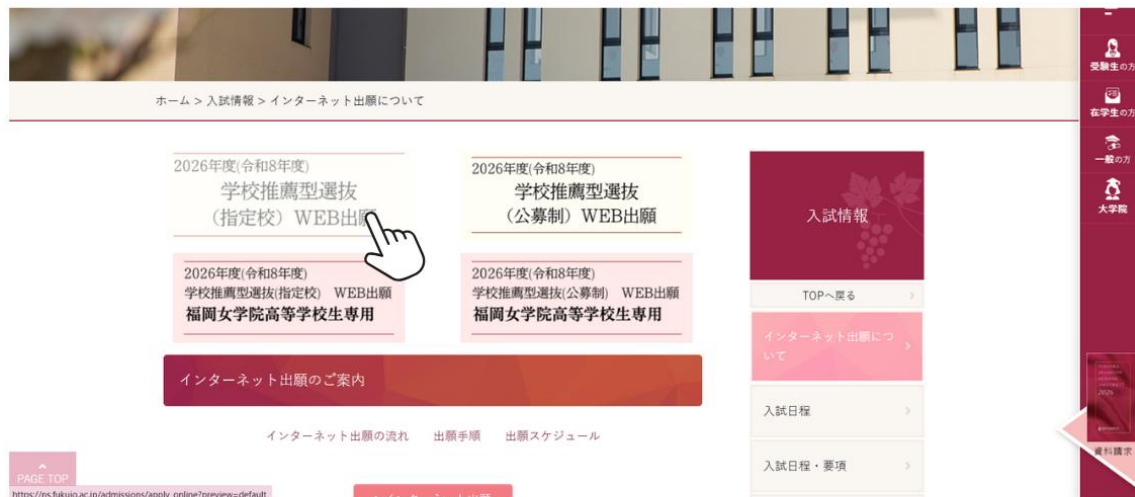 ホーム > 入試情報 > インターネット出願について
2026年度(令和8年度)
学校推薦型選抜
(指定校) WEB出願
2026年度(令和8年度)
学校推薦型選抜
(公募制) WEB出願
2026年度(令和8年度)
学校推薦型選抜(指定校) WEB出願
福岡女学院高等学校生専用
2026年度(令和8年度)
学校推薦型選抜(公募制) WEB出願
福岡女学院高等学校生専用
インターネット出願のご案内
インターネット出願の流れ 出願手順 出願スケジュール
PAGE TOP
https://ns.fukujo.ac.jp/admissions/apply_online?preview=default
入試情報
TOPへ戻る
インターネット出願につ
いて
入試日程
入試日程・要項
受験生の方
在学生の方
一般の方
大学院
2026
資料請求